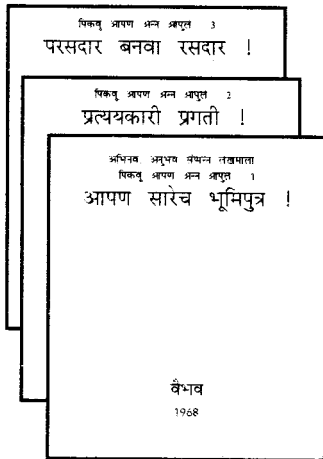 पिकवू आपण अन्न आपुलं 3
परसदार बनवा रसदार !
पिकवू आपण अन्न आपुलं 2
प्रत्ययकारी प्रगती !
अभिनव अनुभव संपन्न लेखमाला
पिकवू आपण अन्न आपुलं 1
आपण सारेच भूमिपुत्र !
वैभव
1968